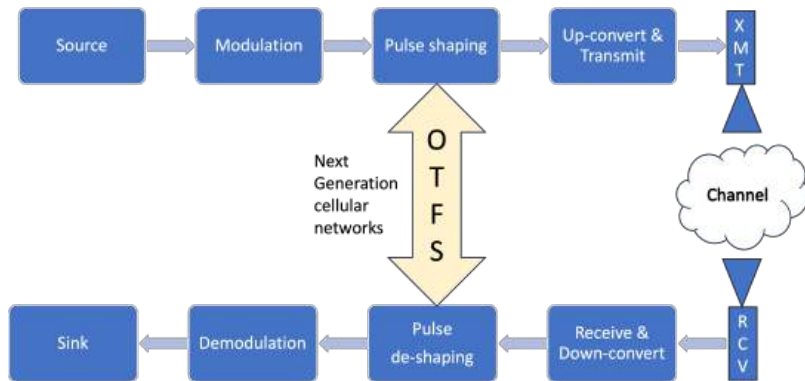 Source
Modulation
Pulse shaping
Up-convert &
Transmit
X
M
T
Next
Generation
cellular
networks
O
T
F
S
Channel
Sink
Demodulation
Pulse
de-shaping
Receive &
Down-convert
R
C
V